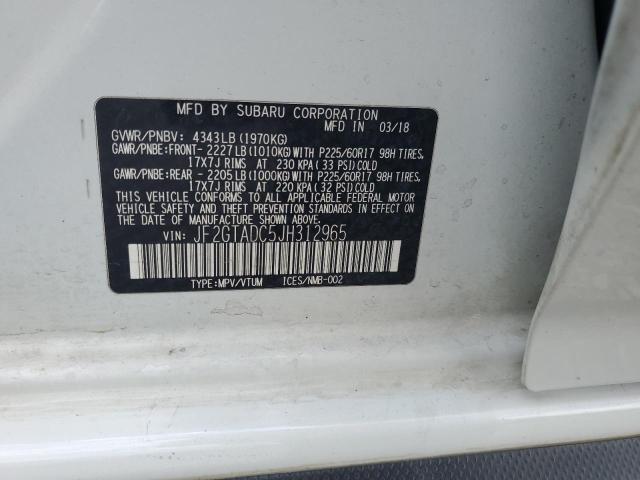 MFD BY SUBARU CORPORATION
MFD IN 03/18
GVWR/PNBV: 4343LB(1970KG)
GAWR/PNBE:FRONT- 2227LB(1010KG)WITH P225/60R17 98H TIRES,
17X7J RIMS AT 230 KPA(33 PSI)COLD
GAWR/PNBE:REAR - 2205LB(1000KG)WITH P225/60R17 98H TIRES,
17X7J RIMS AT 220 KPA(32 PSI)COLD
THIS VEHICLE CONFORMS TO ALL APPLICABLE FEDERAL MOTOR
VEHICLE SAFETY AND THEFT PREVENTION STANDARDS IN EFFECT ON
THE DATE OF MANUFACTURE SHOWN ABOVE.
VIN: JF2GTADC5JH312965
TYPE:MPV/VTUM ICES/NMB-002